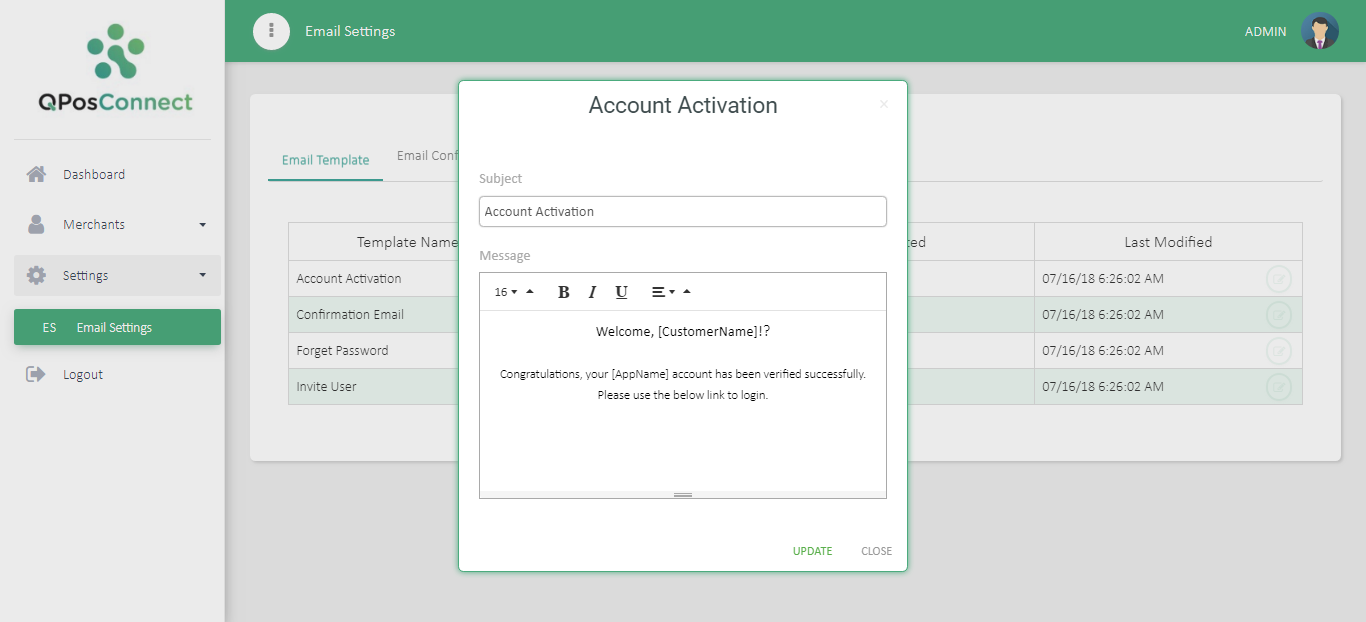 QPosConnect
Dashboard
Merchants
Settings
ES Email Settings
Logout
Email Settings
ADMIN
Email Template
Email Conf
Template Name
ted
Last Modified
Account Activation
07/16/18 6:26:02 AM
Confirmation Email
07/16/18 6:26:02 AM
Forget Password
07/16/18 6:26:02 AM
Invite User
07/16/18 6:26:02 AM
Account Activation
×
Subject
Account Activation
Message
16 B I U
Welcome, [CustomerName]!?
Congratulations, your [AppName] account has been verified successfully.
Please use the below link to login.
UPDATE CLOSE